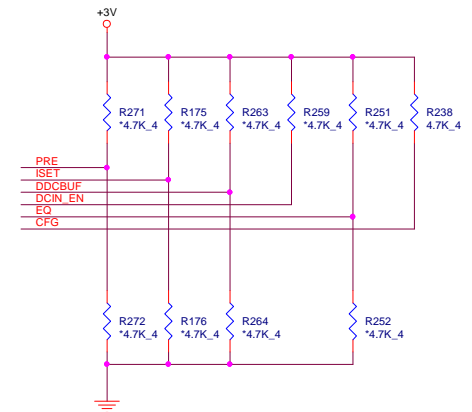 +3V
R271 R175 R263 R259 R251 R238
*4.7K_4 *4.7K_4 *4.7K_4 *4.7K_4 *4.7K_4 4.7K_4
PRE
ISET
DDCBUF
DCIN_EN
EQ
CFG
R272 R176 R264 R252
*4.7K_4 *4.7K_4 *4.7K_4 *4.7K_4